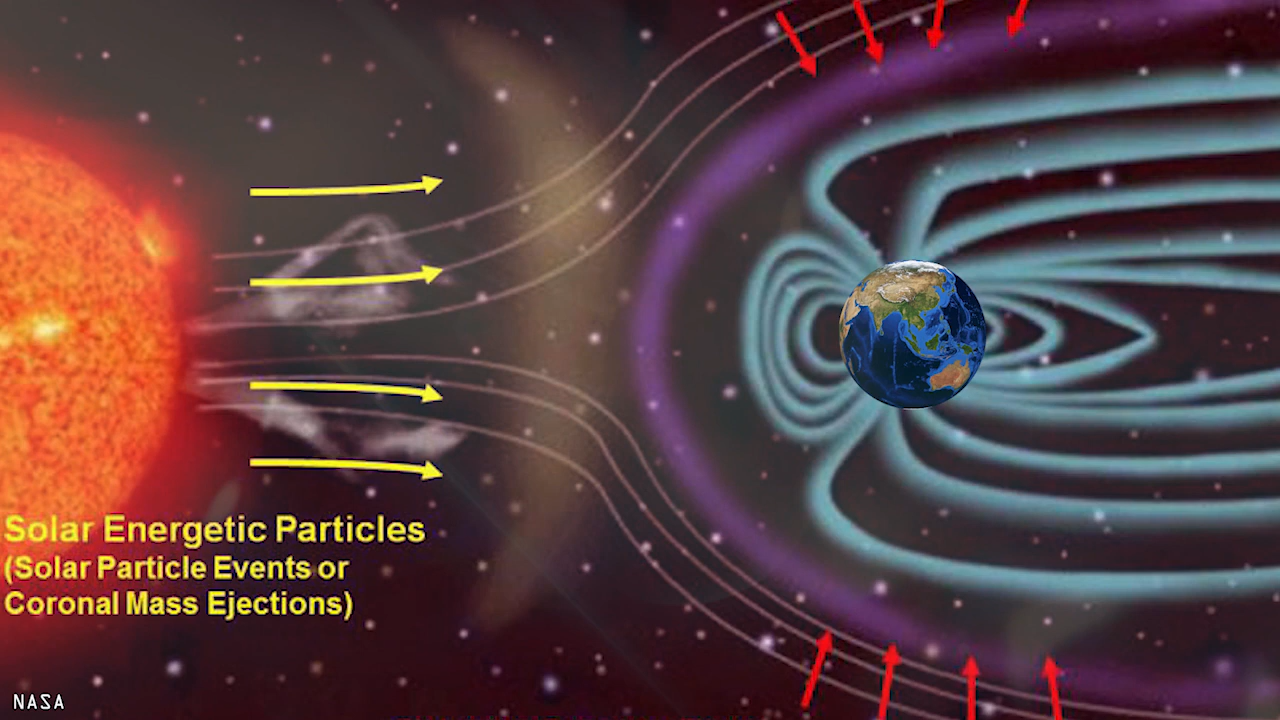 Solar Energetic Particles
(Solar Particle Events or
Coronal Mass Ejections)
NASA